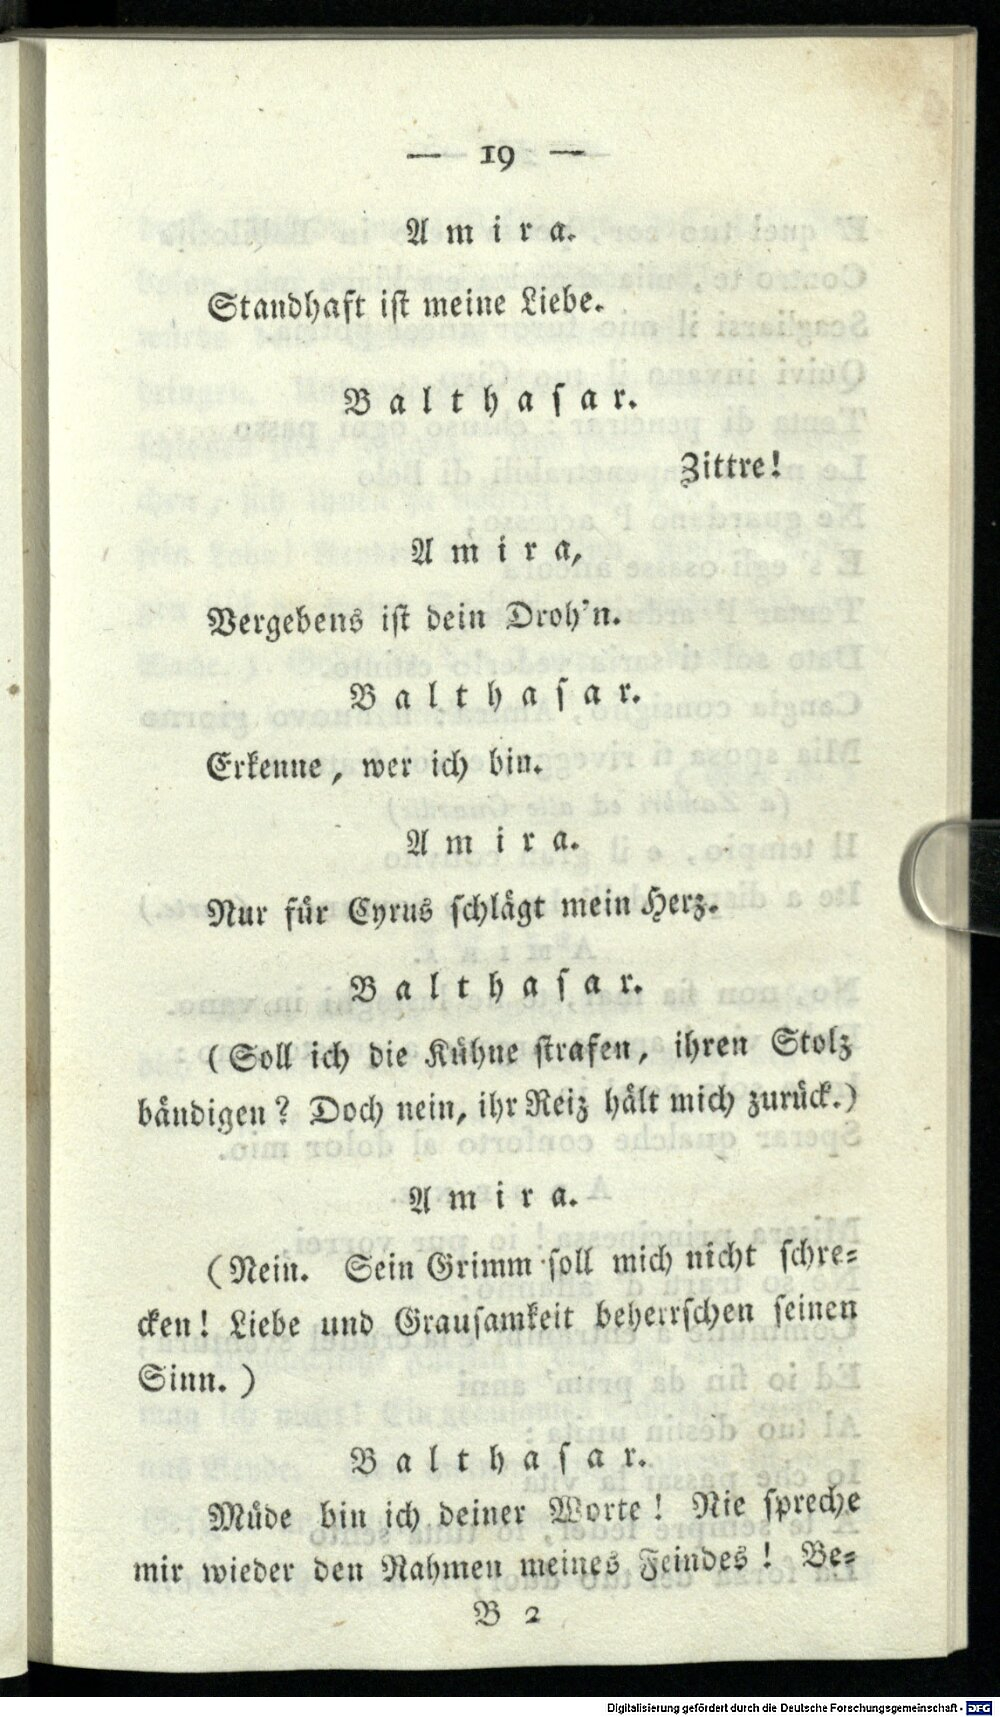 — 19 —
Amira.
Standhaft ist meine Liebe.
Balthasar.
Zittre!
Amira,
Vergebens ist dein Droh'n.
Balthasar.
Erkenne, wer ich bin.
Amira.
Nur für Cyrus schlägt mein Herz.
Balthasar.
(Soll ich die Kühne strafen, ihren Stolz
bändigen? Doch nein, ihr Reiz hält mich zurück.)
Amira.
(Nein. Sein Grimm soll mich nicht schre-
cken! Liebe und Grausamkeit beherrschen seinen
Sinn.)
Balthasar.
Müde bin ich deiner Worte! Nie spreche
mir wieder den Nahmen meines Feindes! Be-
B 2
Digitalisierung gefördert durch die Deutsche Forschungsgemeinschaft - DFG